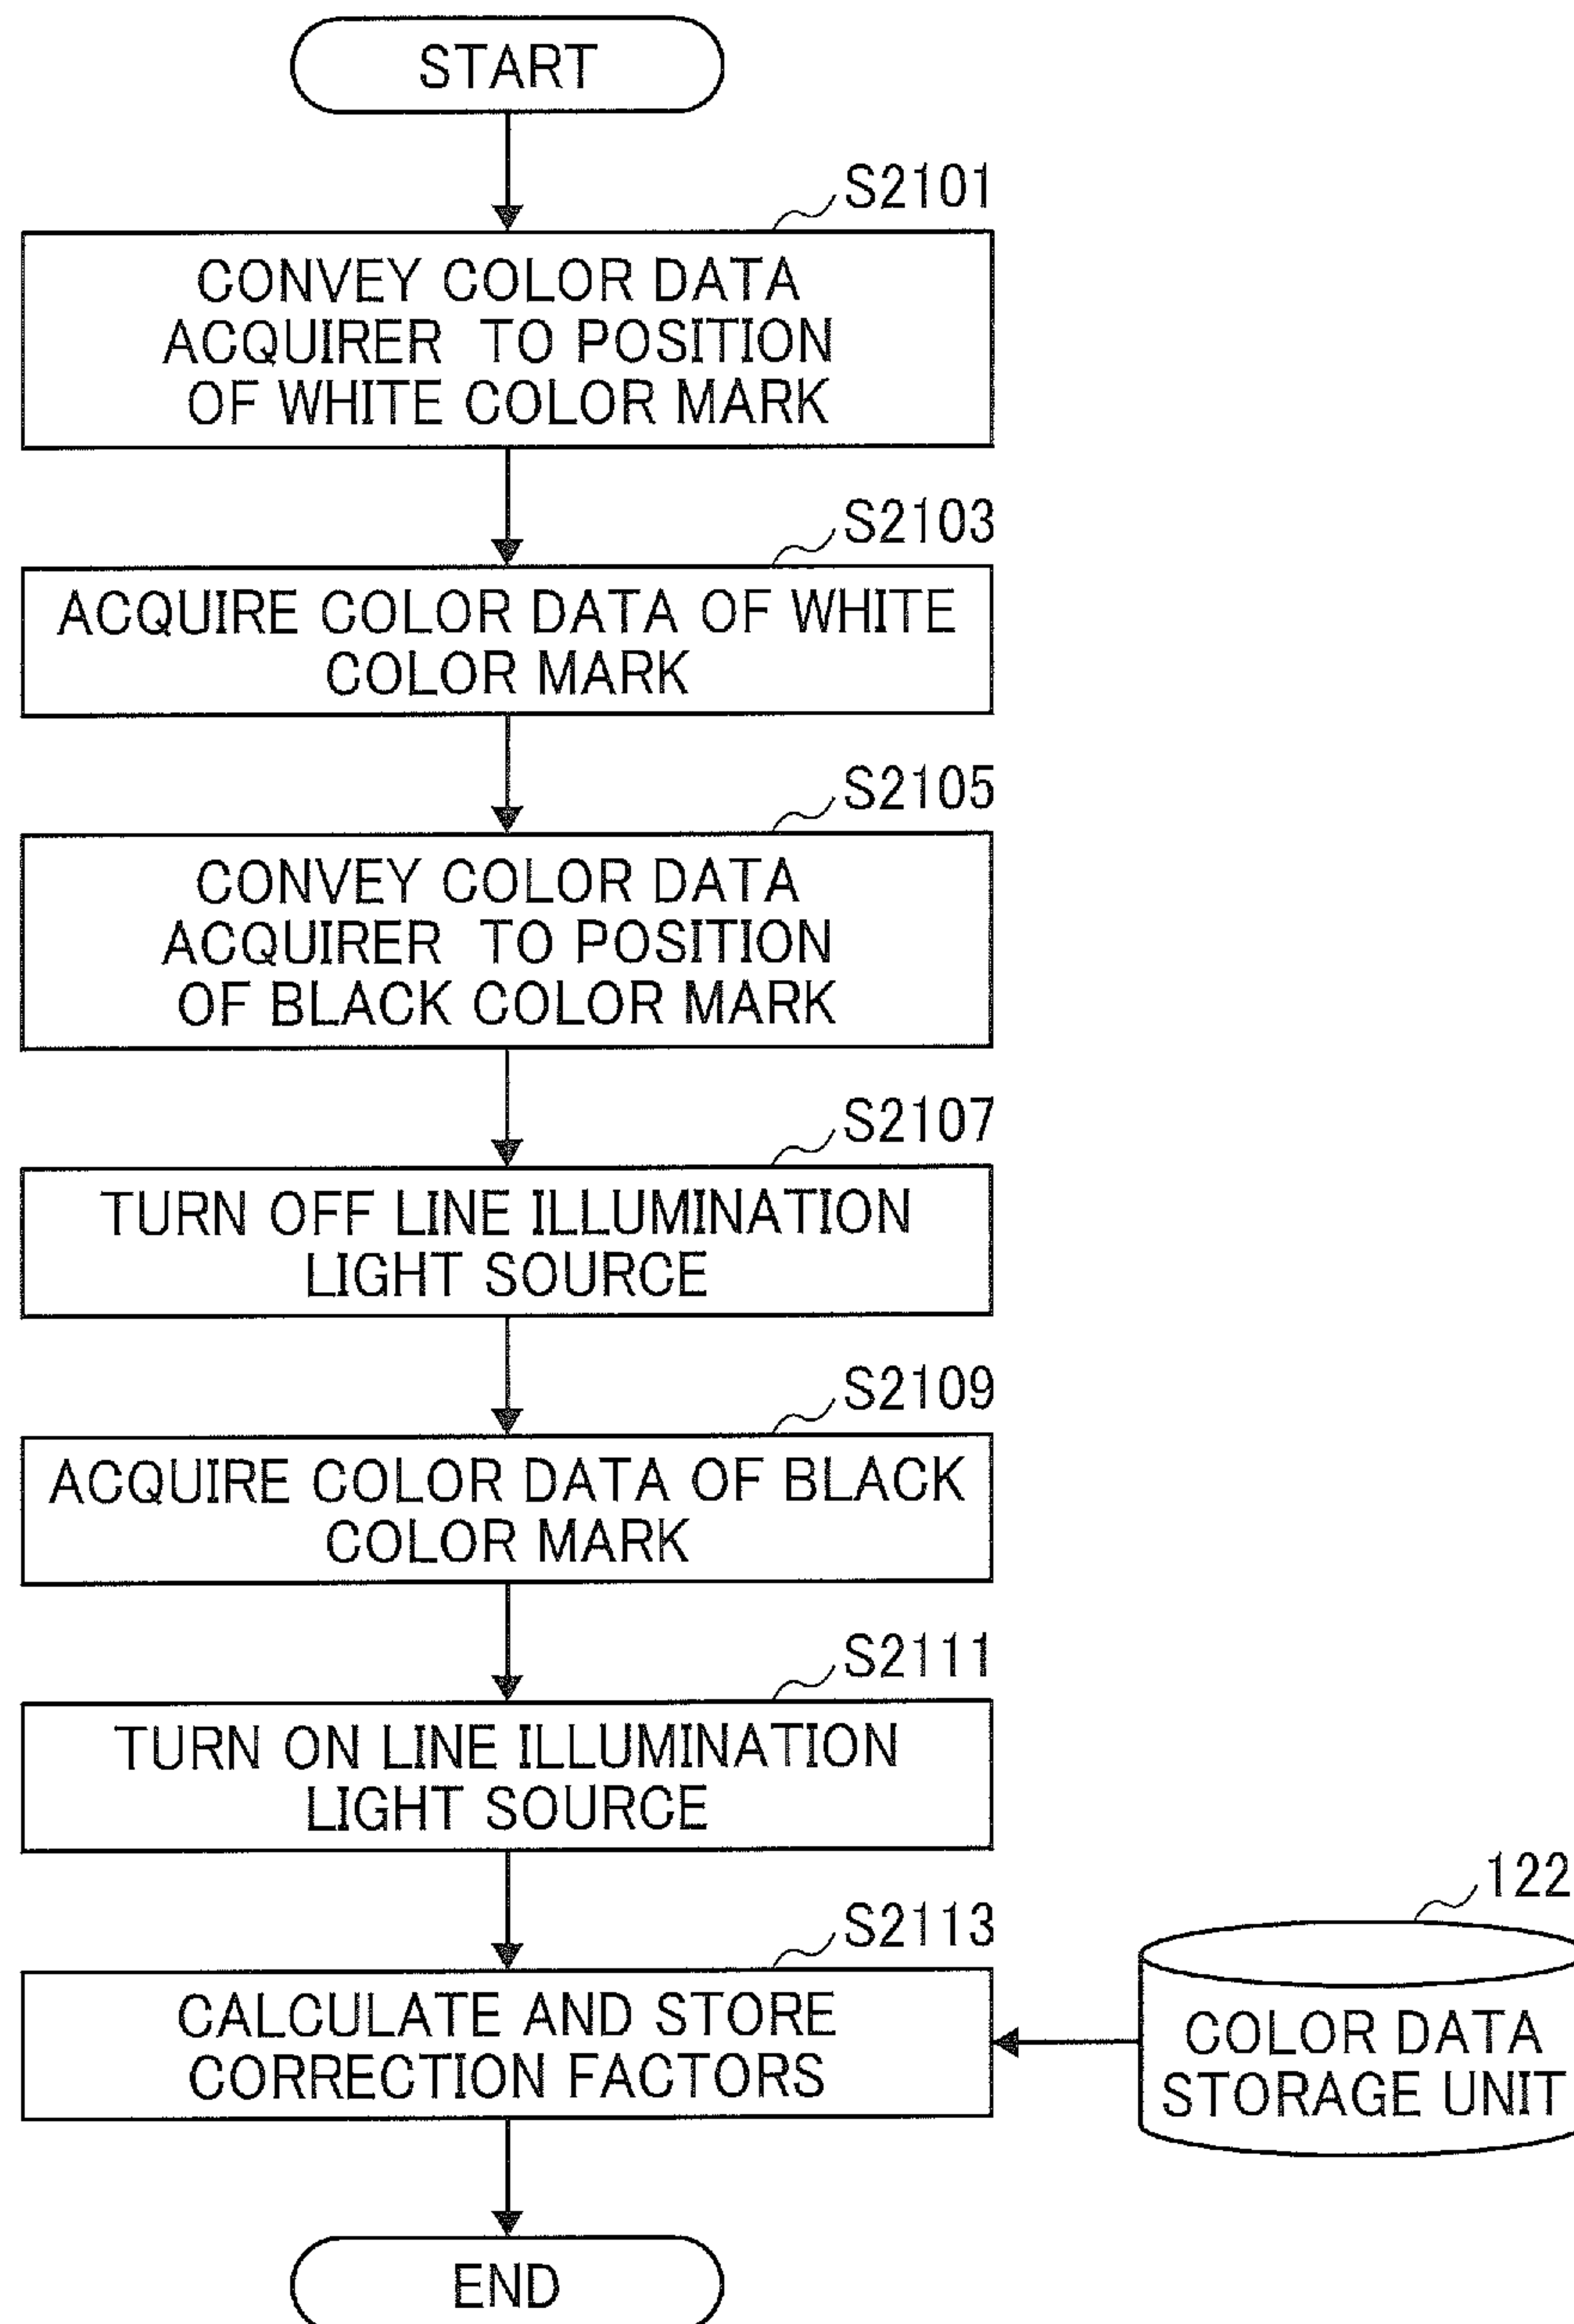 START
S2101
CONVEY COLOR DATA
ACQUIRER TO POSITION
OF WHITE COLOR MARK
S2103
ACQUIRE COLOR DATA OF WHITE
COLOR MARK
S2105
CONVEY COLOR DATA
ACQUIRER TO POSITION
OF BLACK COLOR MARK
S2107
TURN OFF LINE ILLUMINATION
LIGHT SOURCE
S2109
ACQUIRE COLOR DATA OF BLACK
COLOR MARK
S2111
TURN ON LINE ILLUMINATION
LIGHT SOURCE
S2113
CALCULATE AND STORE
CORRECTION FACTORS
122
COLOR DATA
STORAGE UNIT
END